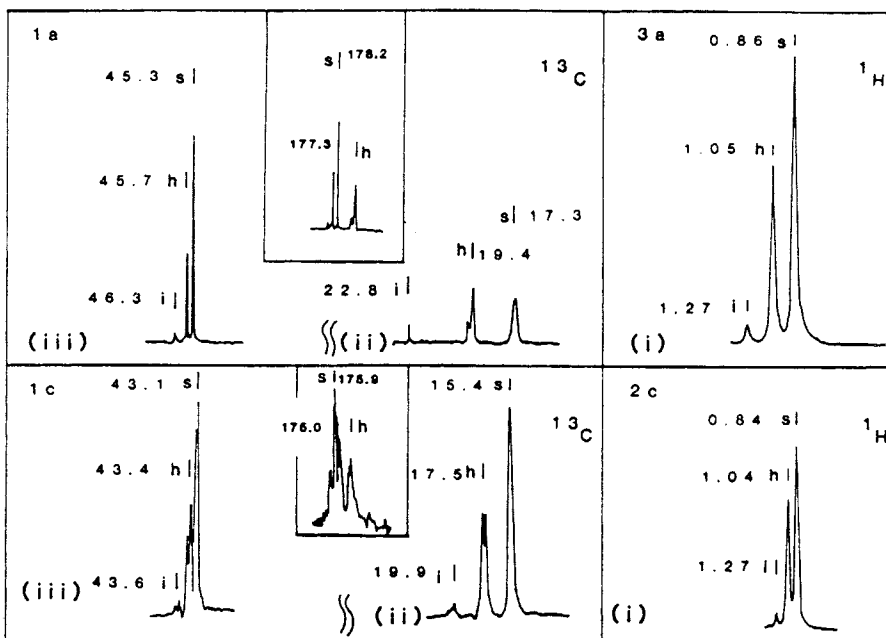 1a
45.3 s
45.7 h
46.3 i
(iii)
s 178.2
177.3
h
13C
s 17.3
h 19.4
22.8 i
(ii)
3a
1H
0.86 s
1.05 h
1.27 i
(i)
1c
43.1 s
43.4 h
43.6 i
(iii)
s 175.9
176.0
h
13C
15.4 s
17.5 h
19.9 i
(ii)
2c
1H
0.84 s
1.04 h
1.27 i
(i)